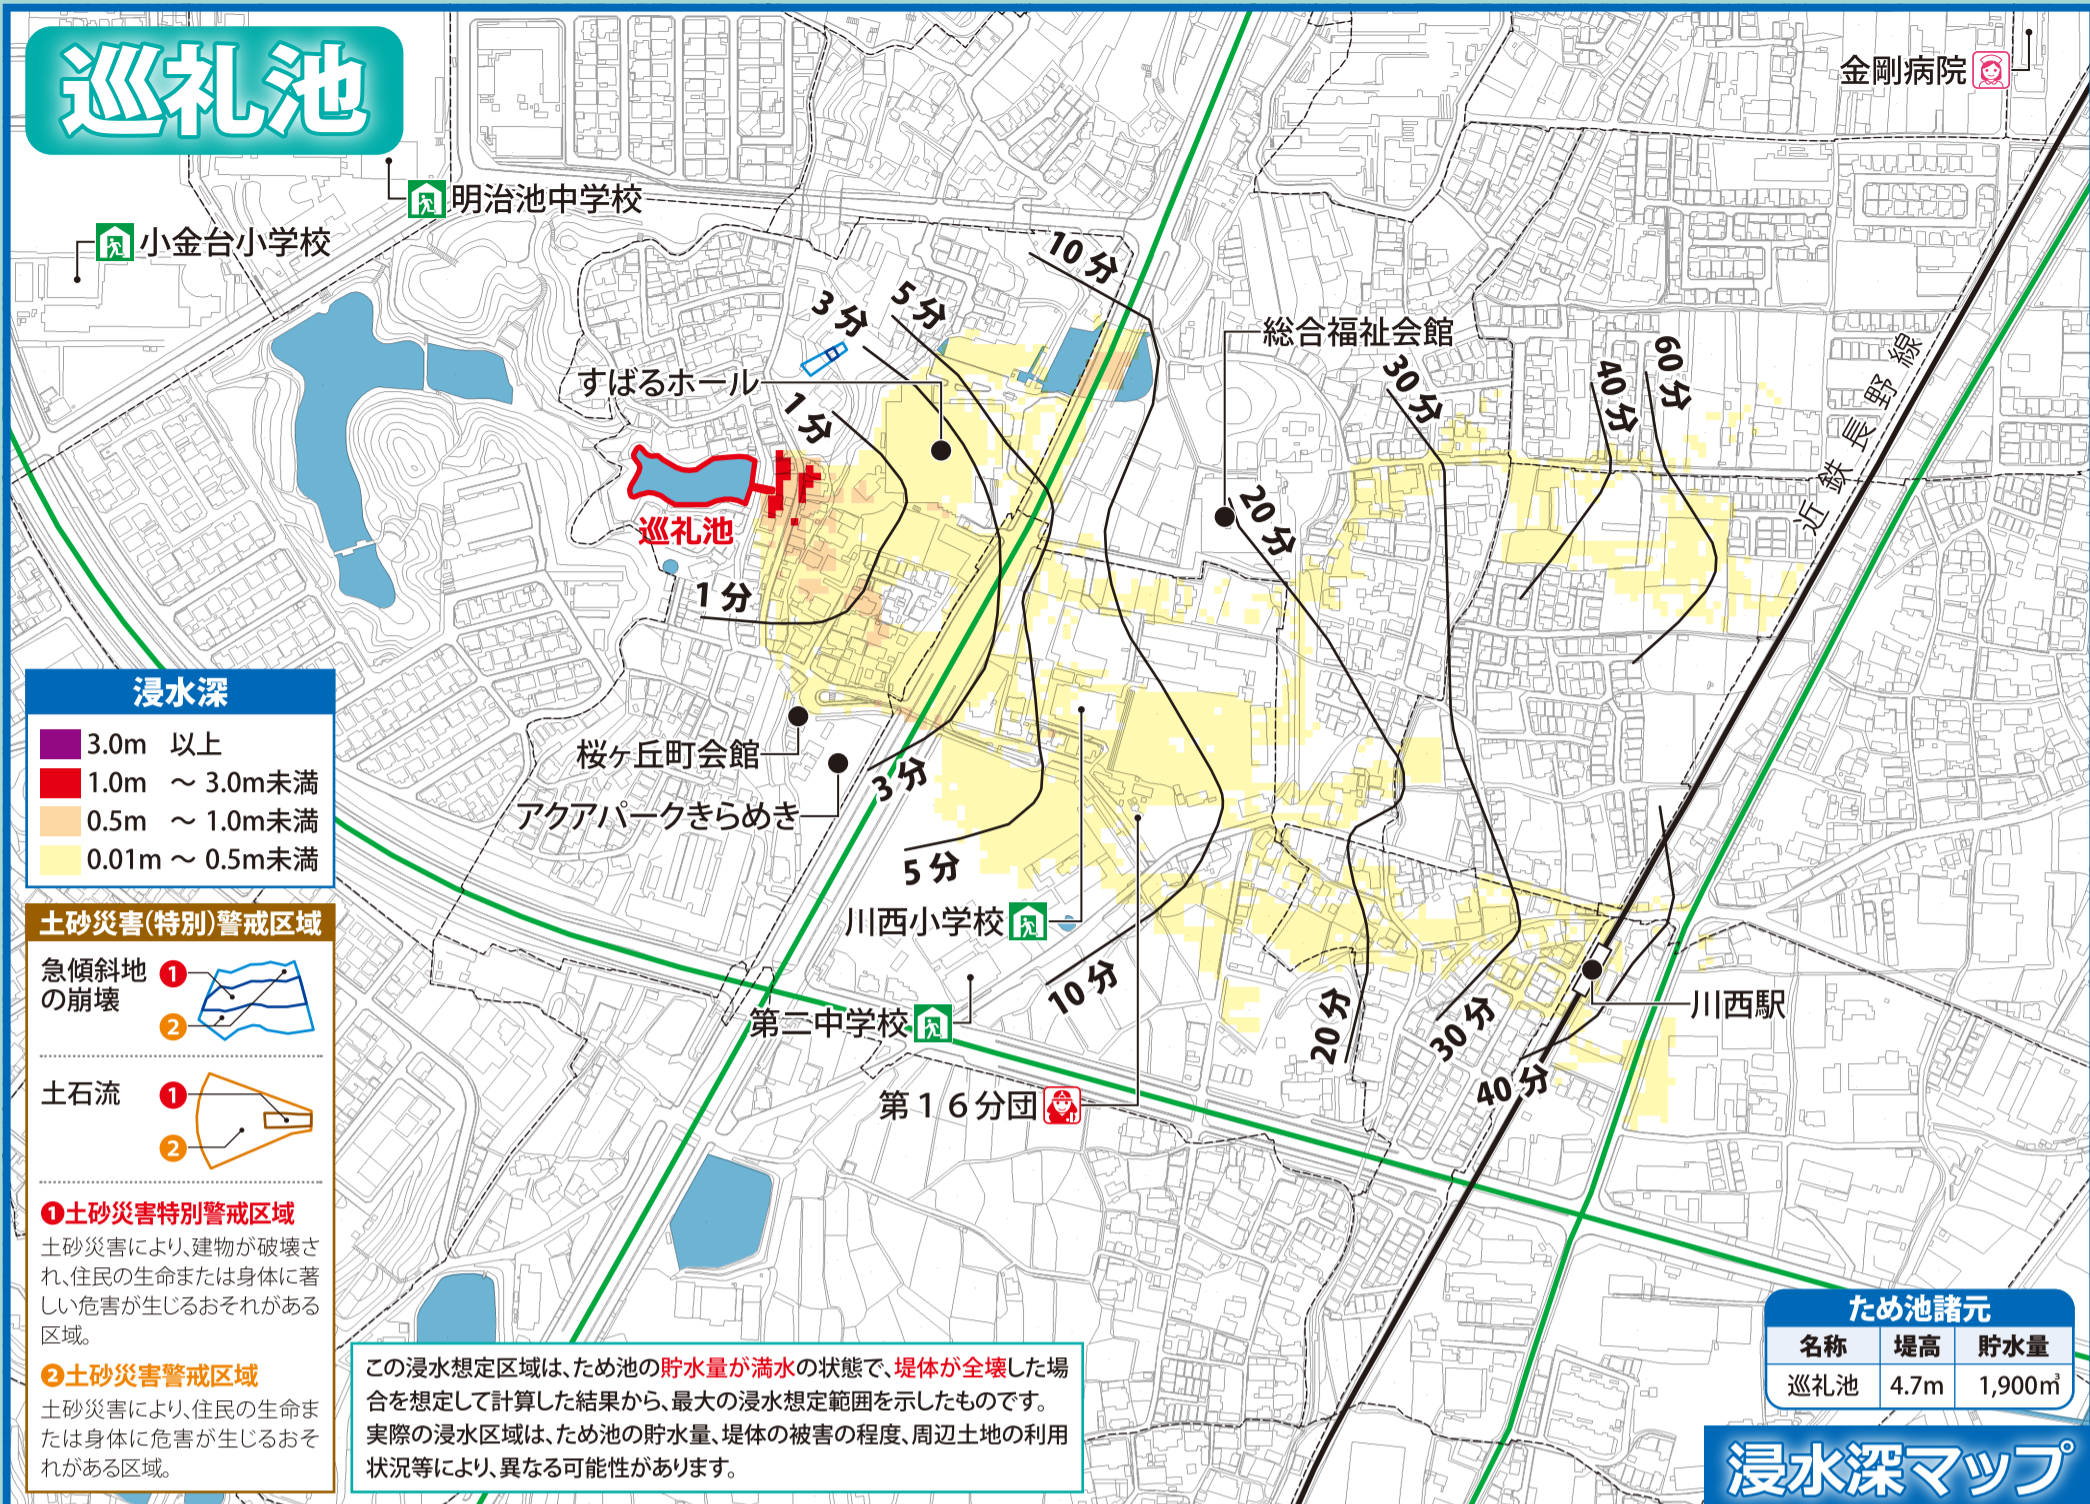 巡礼池
金剛病院
明治池中学校
小金台小学校
10分
5分
3分
総合福祉会館
すばるホール
1分
30分
40分
60分
近鉄長野線
巡礼池
20分
1分
浸水深
3.0m 以上
1.0m ～ 3.0m未満
0.5m ～ 1.0m未満
0.01m ～ 0.5m未満
桜ヶ丘町会館
アクアパークきらめき
3分
5分
川西小学校
10分
第二中学校
20分
30分
川西駅
40分
第16分団
土砂災害(特別)警戒区域
急傾斜地
の崩壊
1
2
土石流
1
2
❶土砂災害特別警戒区域
土砂災害により、建物が破壊さ
れ、住民の生命または身体に著
しい危害が生じるおそれがある
区域。
❷土砂災害警戒区域
土砂災害により、住民の生命ま
たは身体に危害が生じるおそ
れがある区域。
この浸水想定区域は、ため池の貯水量が満水の状態で、堤体が全壊した場
合を想定して計算した結果から、最大の浸水想定範囲を示したものです。
実際の浸水区域は、ため池の貯水量、堤体の被害の程度、周辺土地の利用
状況等により、異なる可能性があります。
ため池諸元
名称 堤高 貯水量
巡礼池 4.7m 1,900㎥
浸水深マップ